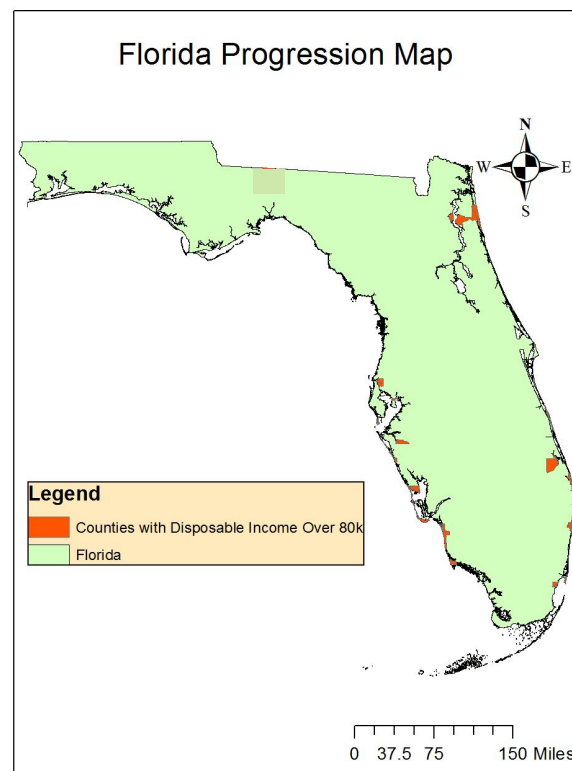 Florida Progression Map
N
W E
S
Legend
Counties with Disposable Income Over 80k
Florida
0 37.5 75 150 Miles